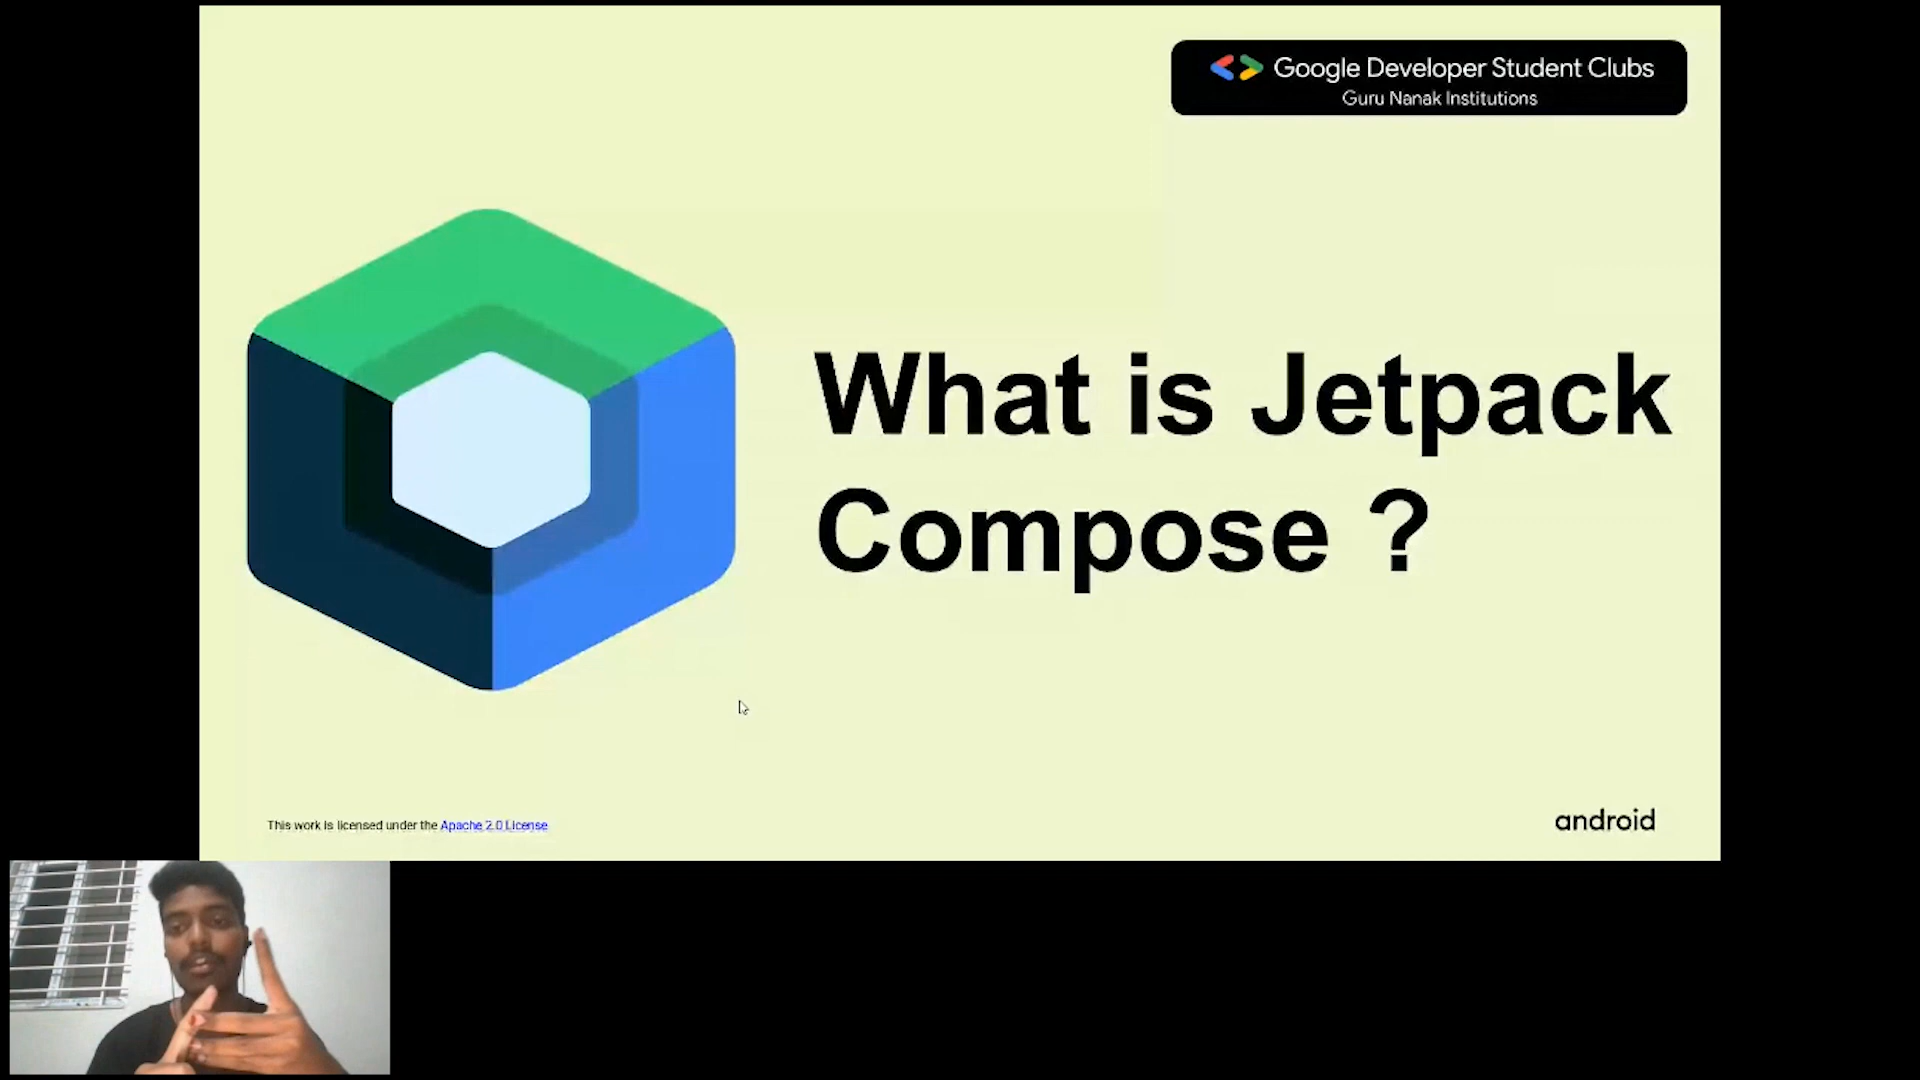 Google Developer Student Clubs
Guru Nanak Institutions
What is Jetpack
Compose ?
This work is licensed under the Apache 2.0 License
android